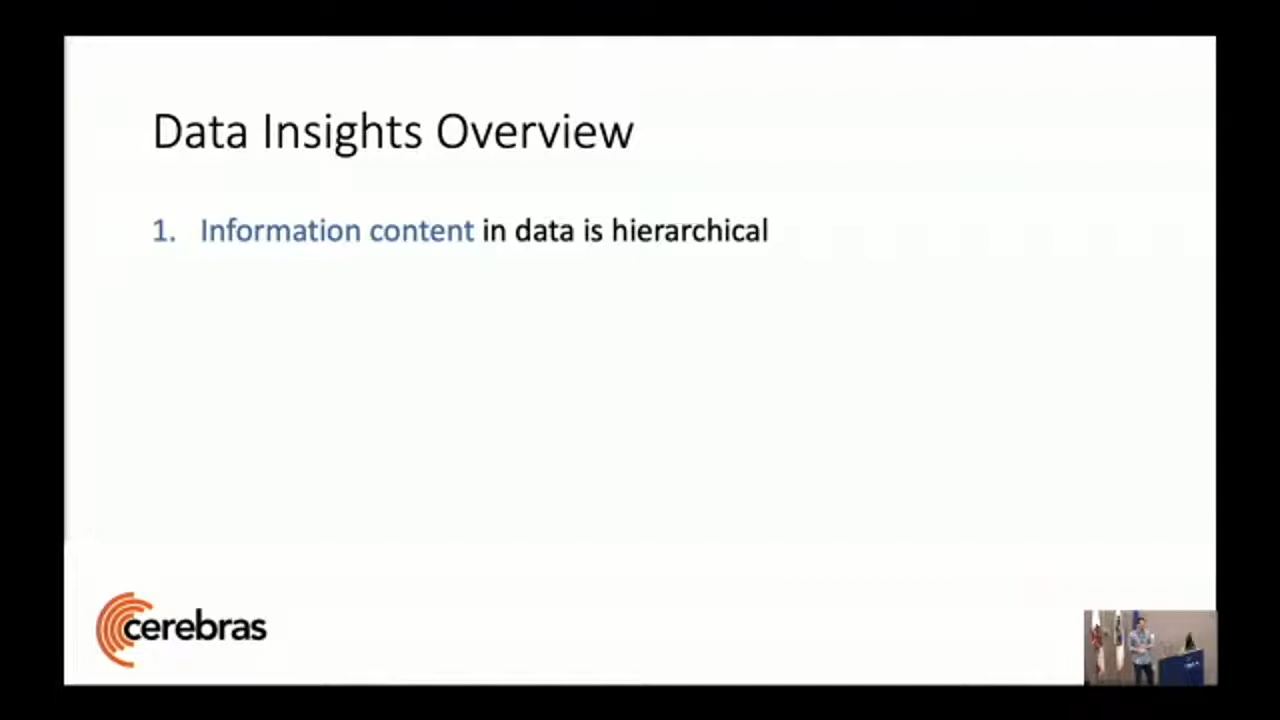 Data Insights Overview
1. Information content in data is hierarchical
cerebras